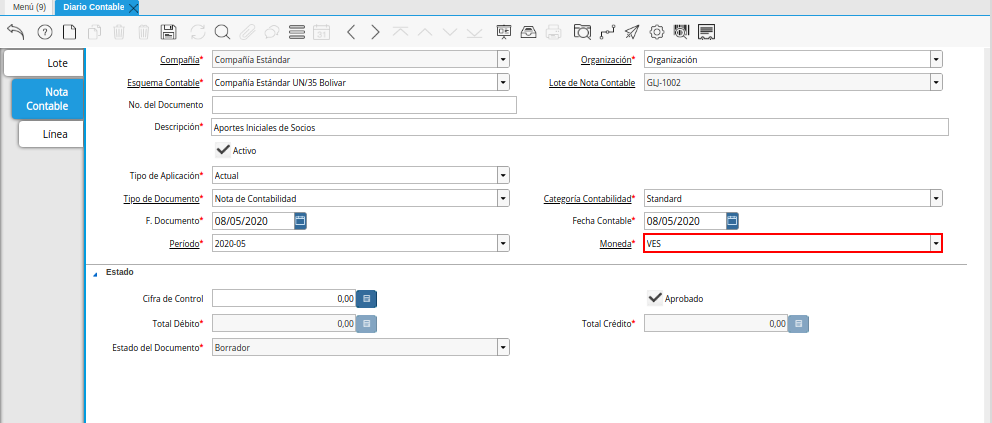 Menú (9) Diario Contable
Lote
Nota
Contable
Línea
Compañía* Compañía Estándar Organización* Organización
Esquema Contable* Compañía Estándar UN/35 Bolivar Lote de Nota Contable GLJ-1002
No. del Documento
Descripción* Aportes Iniciales de Socios
Activo
Tipo de Aplicación* Actual
Tipo de Documento* Nota de Contabilidad Categoría Contabilidad* Standard
F. Documento* 08/05/2020 Fecha Contable* 08/05/2020
Período* 2020-05 Moneda* VES
Estado
Cifra de Control 0,00 Aprobado
Total Débito* 0,00 Total Crédito* 0,00
Estado del Documento* Borrador